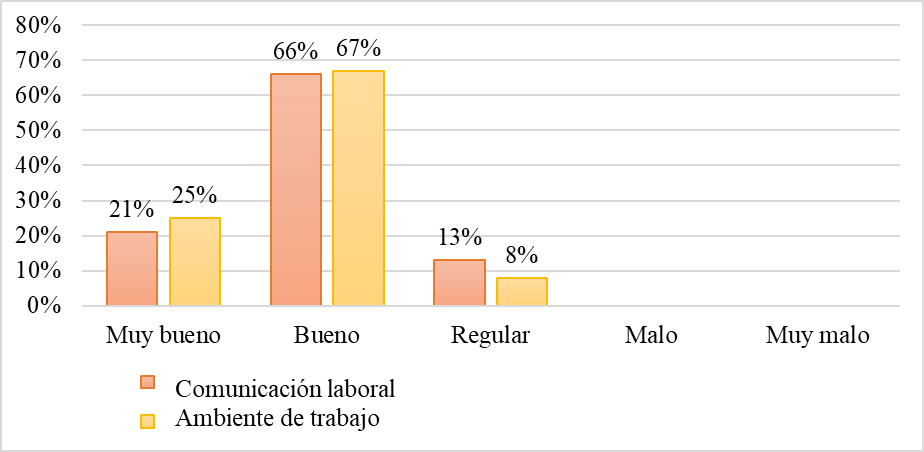 80%
70%
60%
50%
40%
30%
20%
10%
0%
21%
25%
66%
67%
13%
8%
Muy bueno
Bueno
Regular
Malo
Muy malo
Comunicación laboral
Ambiente de trabajo